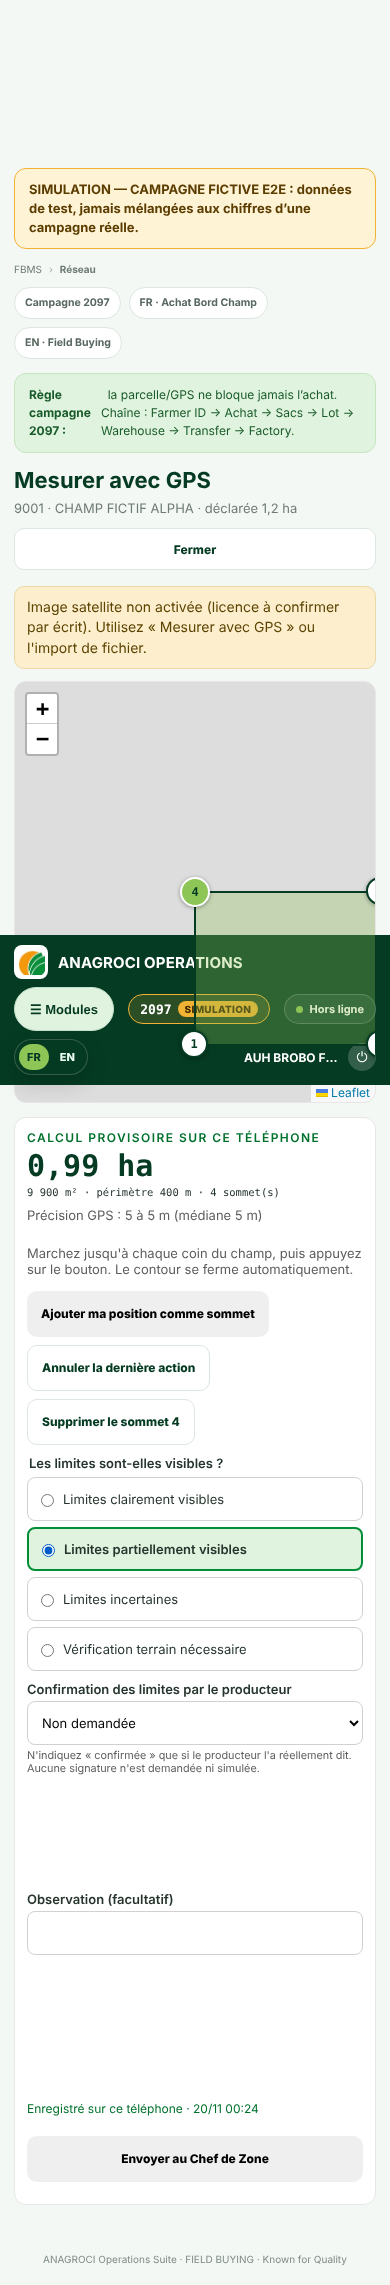 SIMULATION — CAMPAGNE FICTIVE E2E : données
de test, jamais mélangées aux chiffres d’une
campagne réelle.
FBMS › Réseau
Campagne 2097
FR · Achat Bord Champ
EN · Field Buying
Règle campagne 2097 :
la parcelle/GPS ne bloque jamais l’achat.
Chaîne : Farmer ID → Achat → Sacs → Lot →
Warehouse → Transfer → Factory.
Mesurer avec GPS
9001 · CHAMP FICTIF ALPHA · déclarée 1,2 ha
Fermer
Image satellite non activée (licence à confirmer
par écrit). Utilisez « Mesurer avec GPS » ou
l'import de fichier.
+
−
4
ANAGROCI OPERATIONS
☰ Modules
2097 SIMULATION
Hors ligne
FR EN
1
AUH BROBO F...
Leaflet
CALCUL PROVISOIRE SUR CE TÉLÉPHONE
0,99 ha
9 900 m² · périmètre 400 m · 4 sommet(s)
Précision GPS : 5 à 5 m (médiane 5 m)
Marchez jusqu'à chaque coin du champ, puis appuyez
sur le bouton. Le contour se ferme automatiquement.
Ajouter ma position comme sommet
Annuler la dernière action
Supprimer le sommet 4
Les limites sont-elles visibles ?
Limites clairement visibles
Limites partiellement visibles
Limites incertaines
Vérification terrain nécessaire
Confirmation des limites par le producteur
Non demandée
N'indiquez « confirmée » que si le producteur l'a réellement dit.
Aucune signature n'est demandée ni simulée.
Observation (facultatif)
Enregistré sur ce téléphone · 20/11 00:24
Envoyer au Chef de Zone
ANAGROCI Operations Suite · FIELD BUYING · Known for Quality